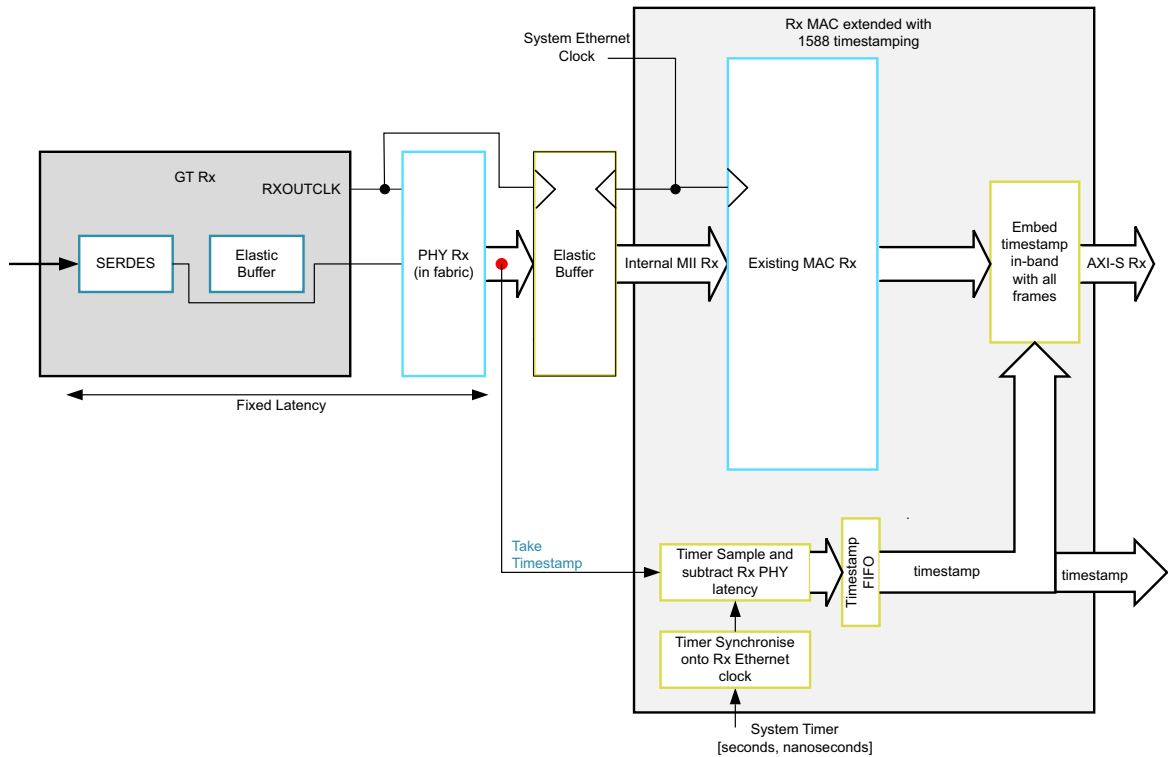 Rx MAC extended with
1588 timestamping
System Ethernet
Clock
GT Rx
RXOUTCLK
SERDES
Elastic
Buffer
PHY Rx
(in fabric)
Elastic
Buffer
Internal MII Rx
Existing MAC Rx
Embed
timestamp
in-band
with all
frames
AXI-S Rx
Fixed Latency
Take
Timestamp
Timer Sample and
subtract Rx PHY
latency
Timestamp
FIFO
timestamp
timestamp
Timer Synchronise
onto Rx Ethernet
clock
System Timer
[seconds, nanoseconds]